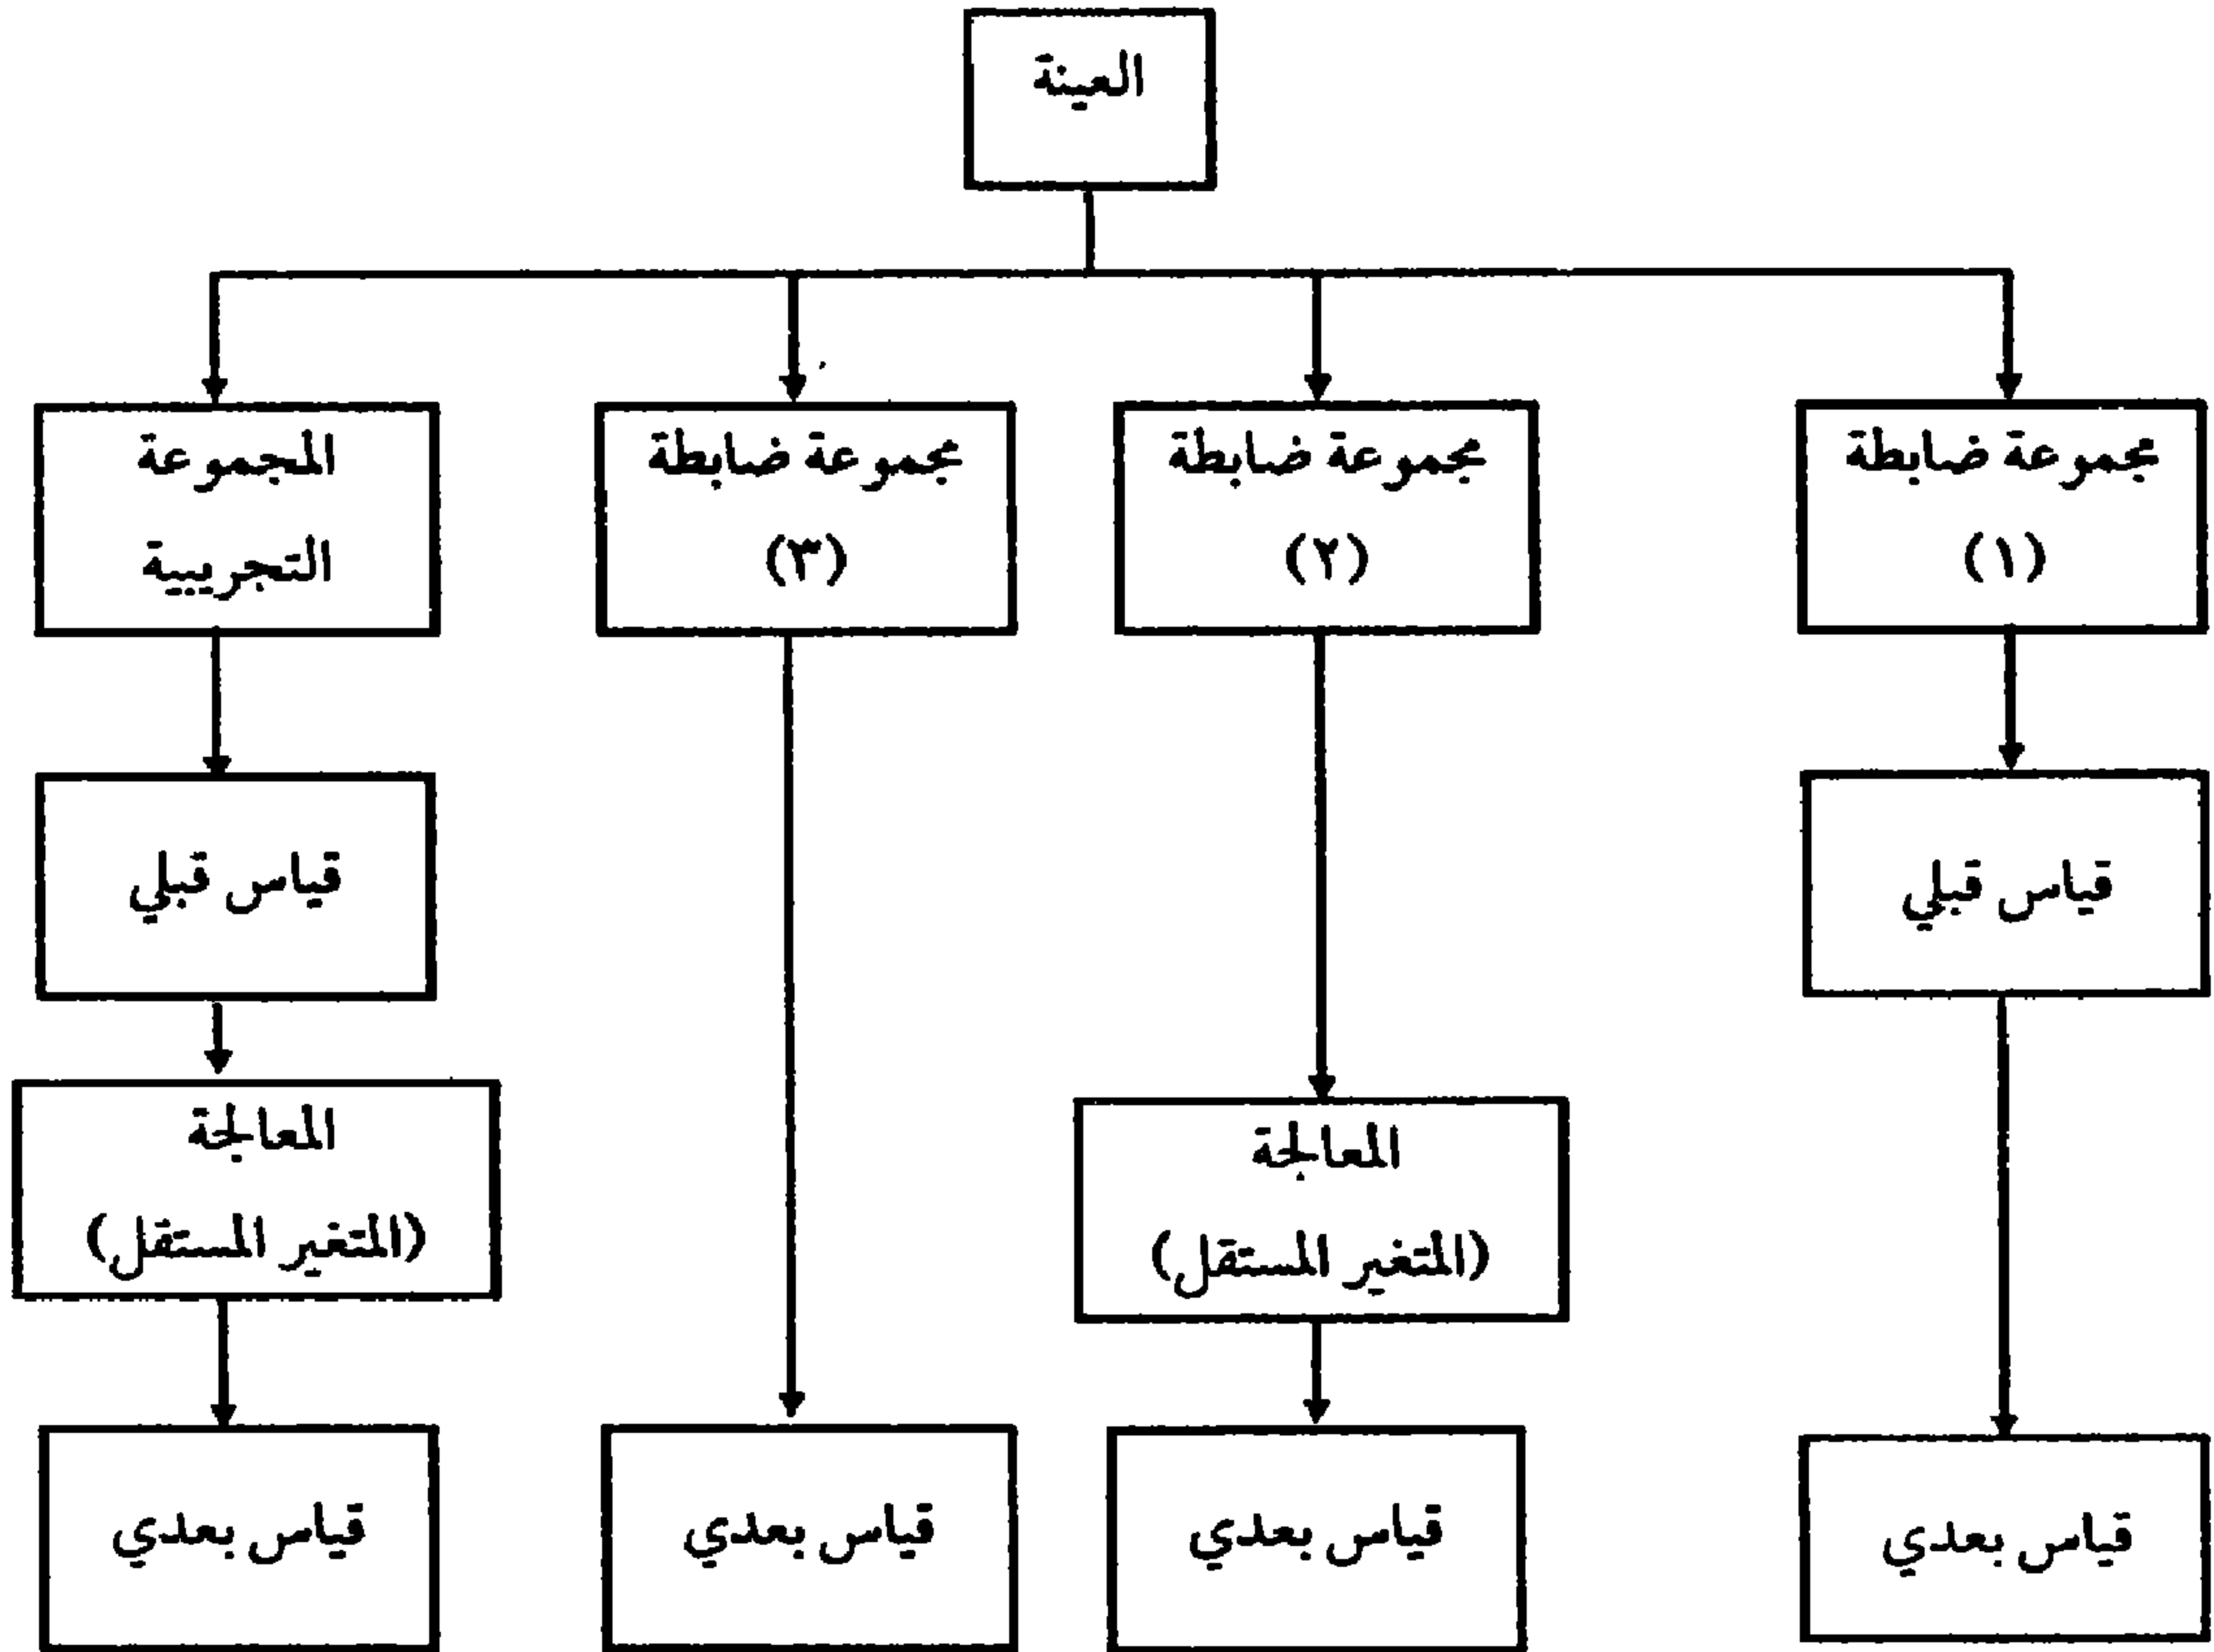 العينة
مجموعة ضابطة
(١)
مجموعة ضابطة
(٢)
مجموعة ضابطة
(٣)
المجموعة
التجريبية
قياس قبلي
قياس قبلي
المعالجة
(المتغير المستقل)
المعالجة
(المتغير المستقل)
قياس بعدي
قياس بعدي
قياس بعدي
قياس بعدي